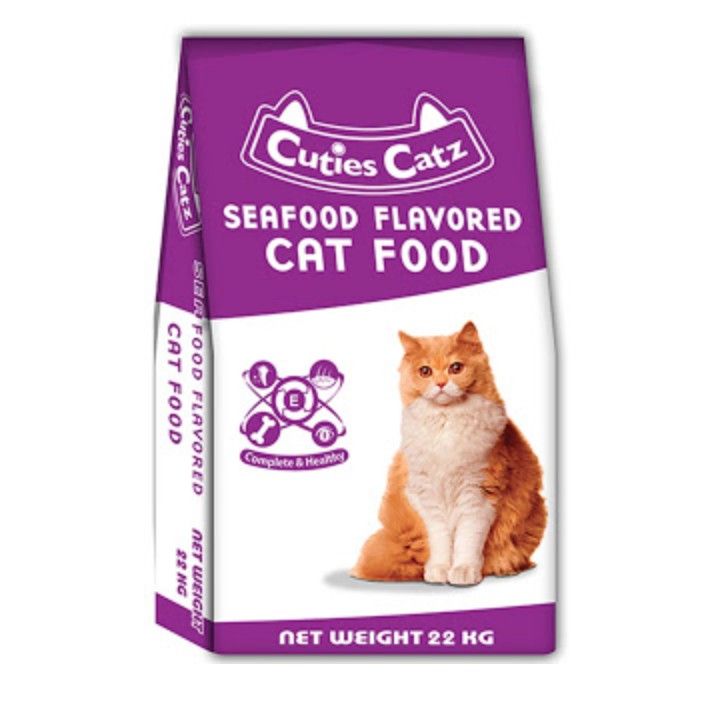 Cuties Catz
SEAFOOD FLAVORED
CAT FOOD
E
Complete & Healthy
NET WEIGHT 22 KG
Cuties Catz
SEAFOOD FLAVORED
CAT FOOD
NET WEIGHT
22 KG